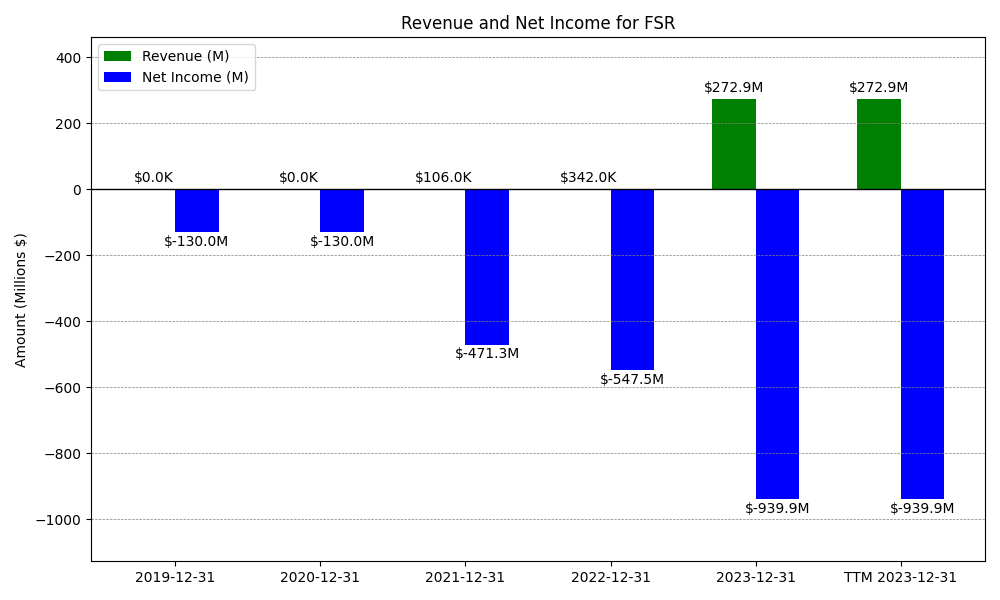 Revenue and Net Income for FSR
Revenue (M)
Net Income (M)
Amount (Millions $)
400
200
0
−200
−400
−600
−800
−1000
$0.0K
$0.0K
$106.0K
$342.0K
$272.9M
$272.9M
$-130.0M
$-130.0M
$-471.3M
$-547.5M
$-939.9M
$-939.9M
2019-12-31
2020-12-31
2021-12-31
2022-12-31
2023-12-31
TTM 2023-12-31